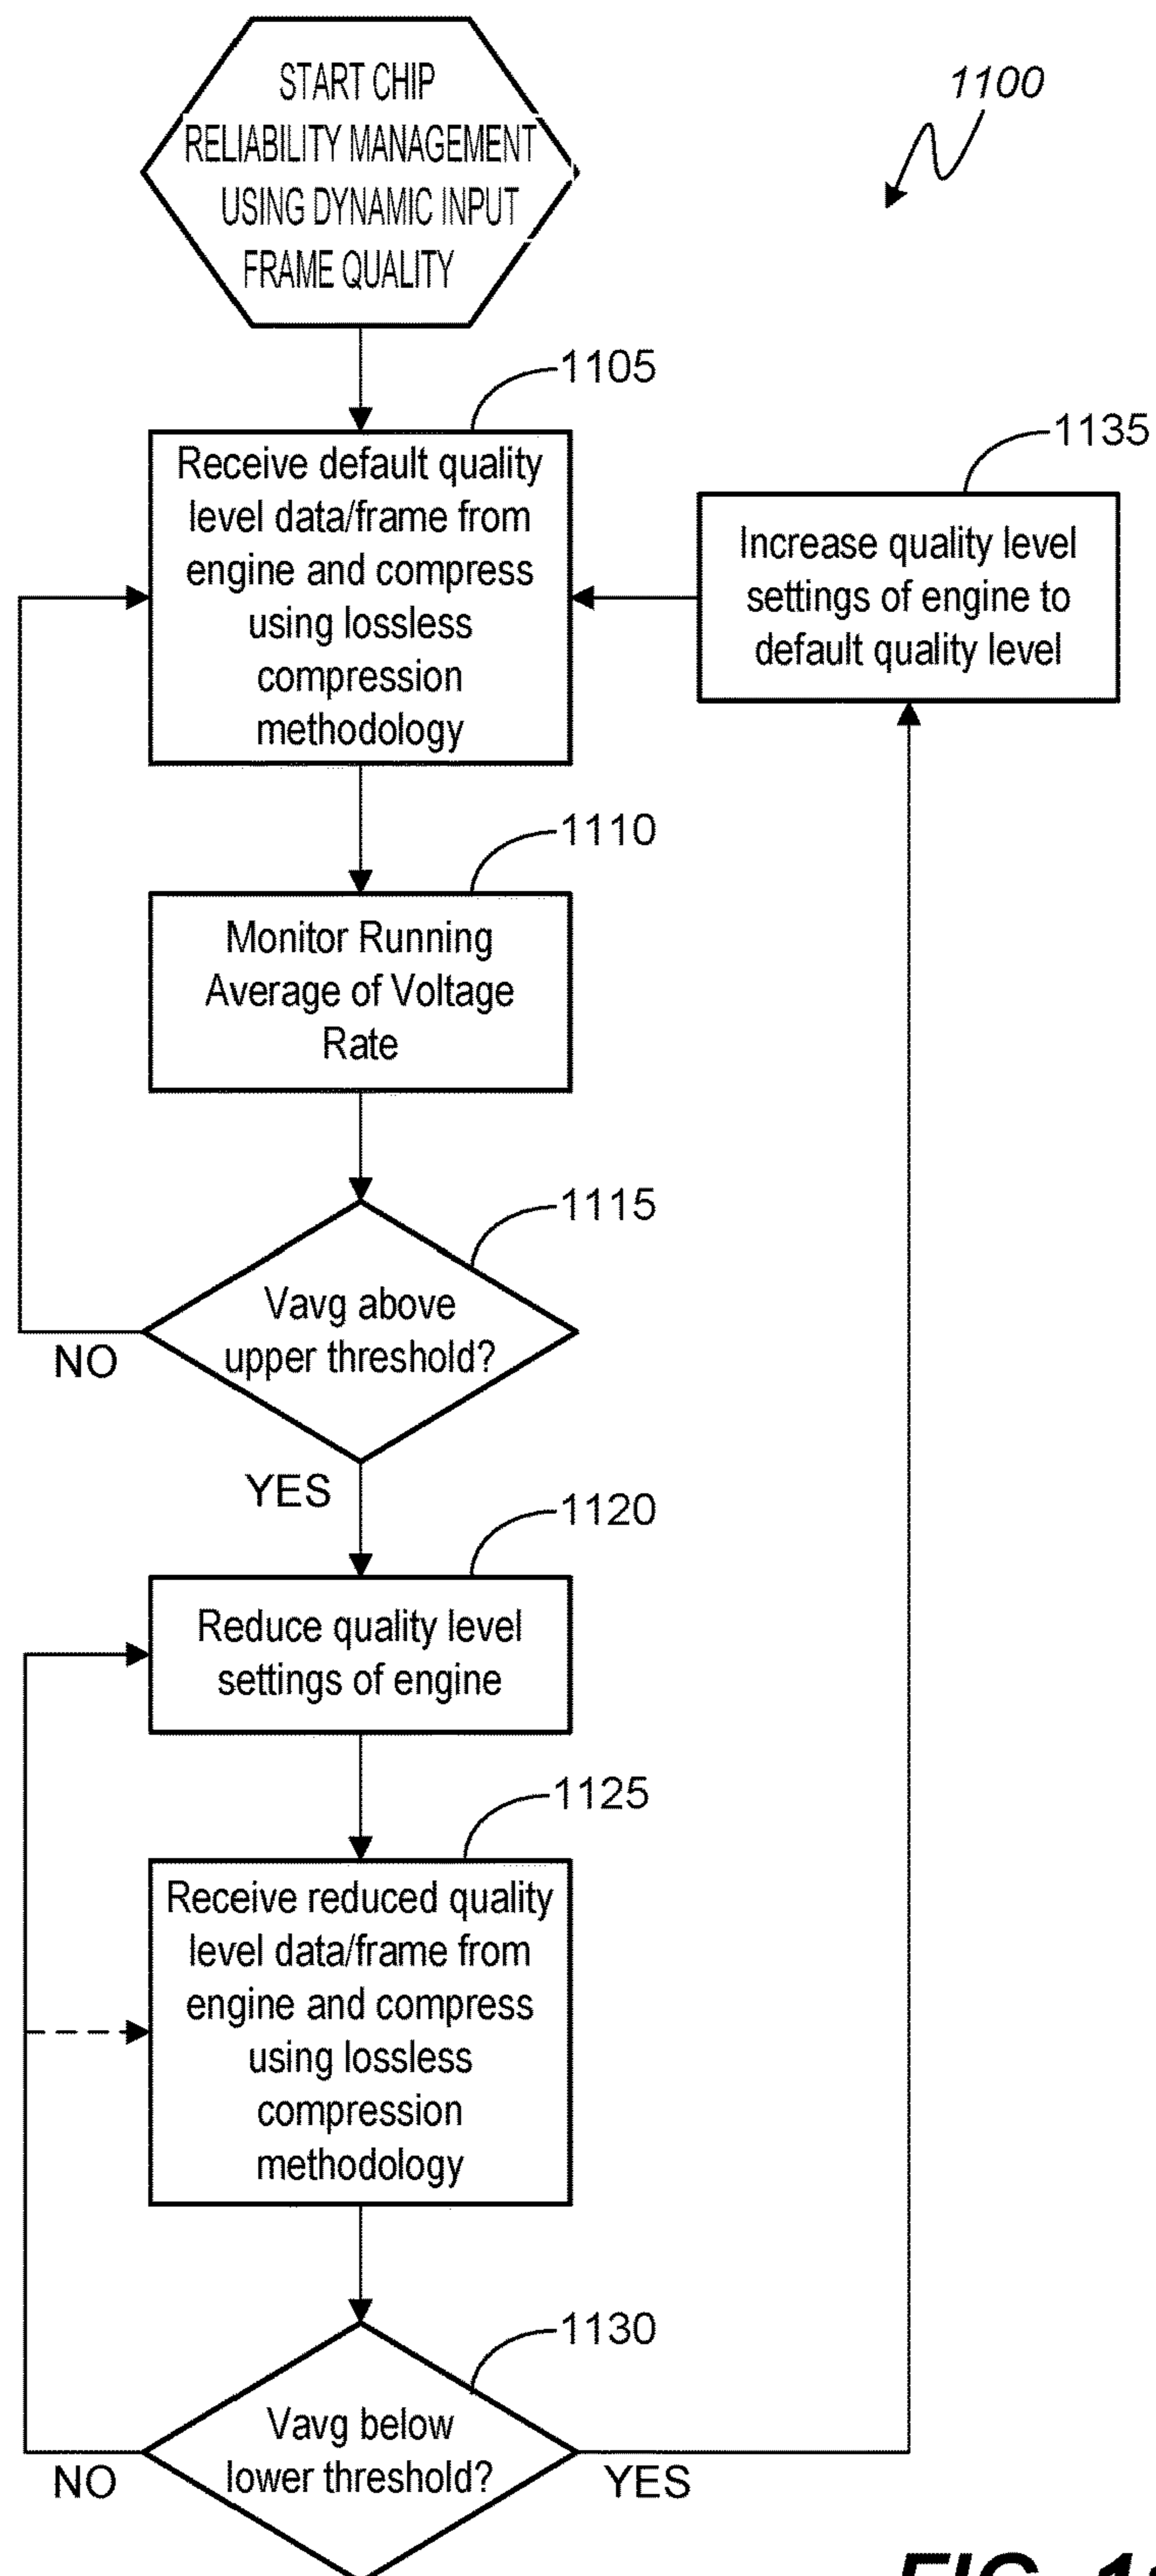 START CHIP
RELIABILITY MANAGEMENT
USING DYNAMIC INPUT
FRAME QUALITY
1100
1105
Receive default quality
level data/frame from
engine and compress
using lossless
compression
methodology
1135
Increase quality level
settings of engine to
default quality level
1110
Monitor Running
Average of Voltage
Rate
1115
Vavg above
upper threshold?
NO
YES
1120
Reduce quality level
settings of engine
1125
Receive reduced quality
level data/frame from
engine and compress
using lossless
compression
methodology
1130
Vavg below
lower threshold?
NO
YES
FIG.